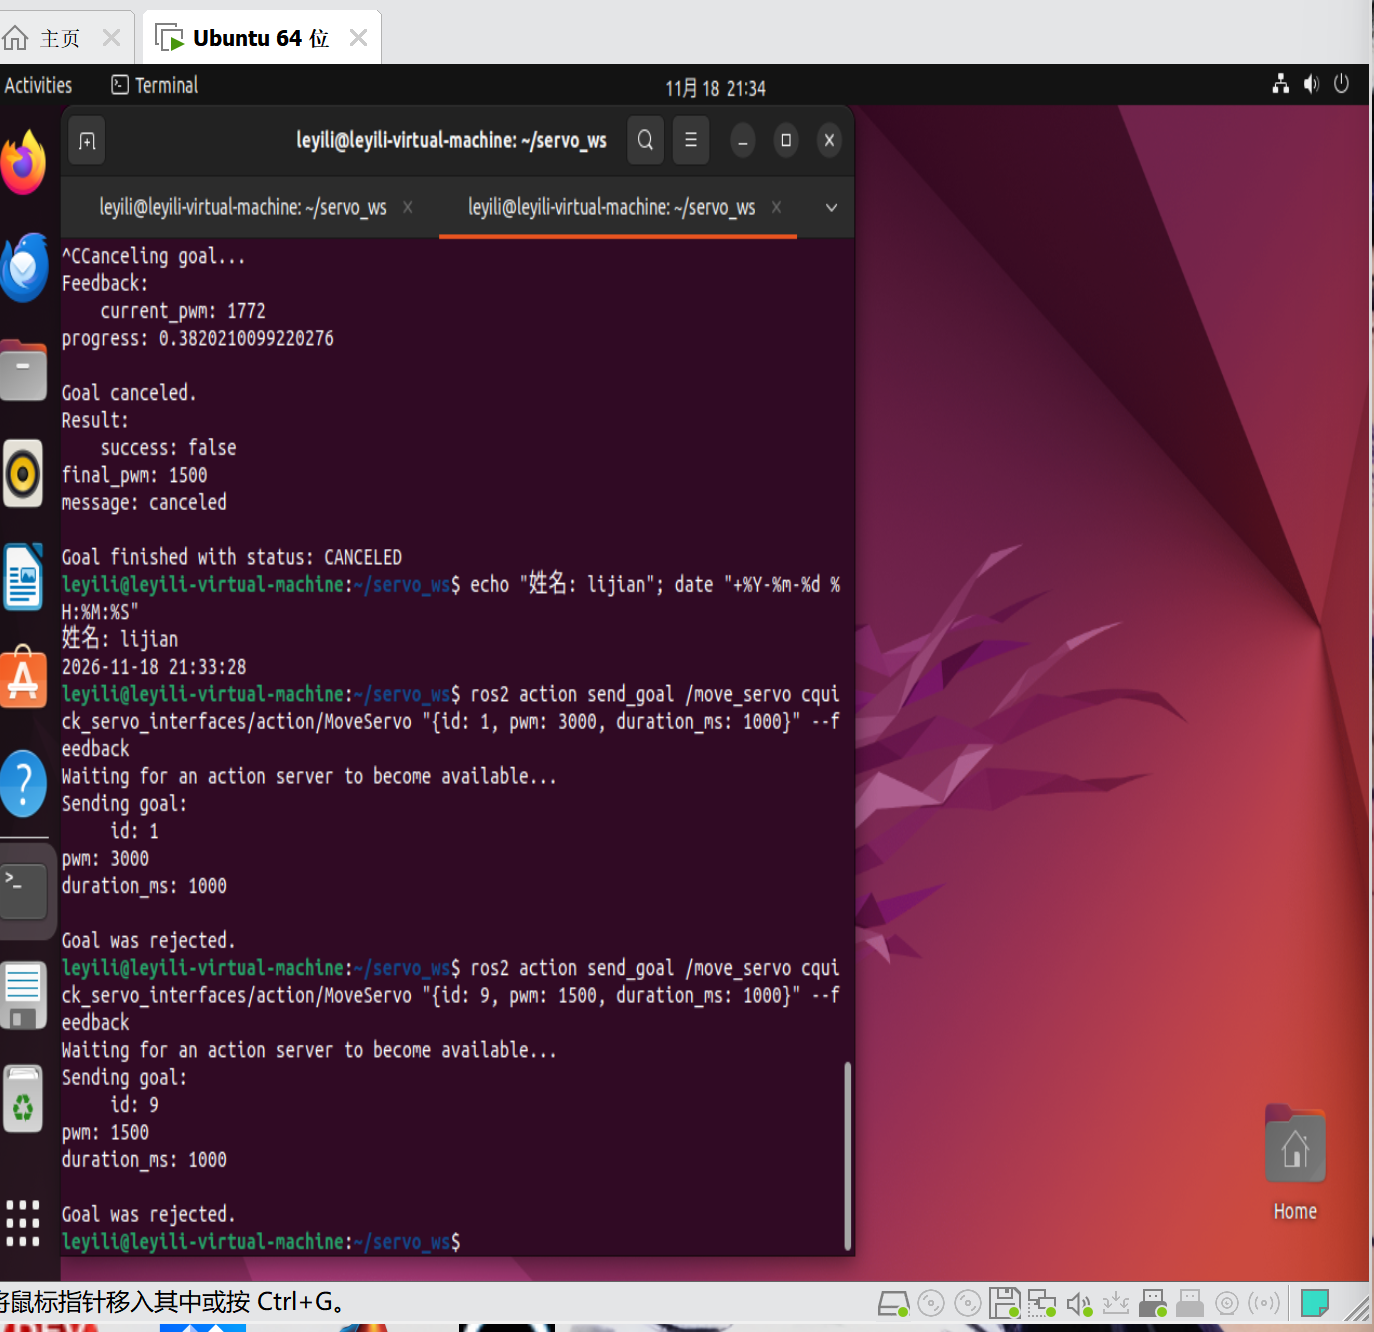 主页
Ubuntu 64 位
Activities
Terminal
11月 18 21:34
leyili@leyili-virtual-machine: ~/servo_ws
leyili@leyili-virtual-machine: ~/servo_ws
leyili@leyili-virtual-machine: ~/servo_ws
^CCanceling goal...
Feedback:
    current_pwm: 1772
progress: 0.3820210099220276

Goal canceled.
Result:
    success: false
final_pwm: 1500
message: canceled

Goal finished with status: CANCELED
leyili@leyili-virtual-machine:~/servo_ws$ echo "姓名: lijian"; date "+%Y-%m-%d %
H:%M:%S"
姓名: lijian
2026-11-18 21:33:28
leyili@leyili-virtual-machine:~/servo_ws$ ros2 action send_goal /move_servo cqui
ck_servo_interfaces/action/MoveServo "{id: 1, pwm: 3000, duration_ms: 1000}" --f
eedback
Waiting for an action server to become available...
Sending goal:
     id: 1
pwm: 3000
duration_ms: 1000

Goal was rejected.
leyili@leyili-virtual-machine:~/servo_ws$ ros2 action send_goal /move_servo cqui
ck_servo_interfaces/action/MoveServo "{id: 9, pwm: 1500, duration_ms: 1000}" --f
eedback
Waiting for an action server to become available...
Sending goal:
     id: 9
pwm: 1500
duration_ms: 1000

Goal was rejected.
leyili@leyili-virtual-machine:~/servo_ws$
Home
将鼠标指针移入其中或按 Ctrl+G。